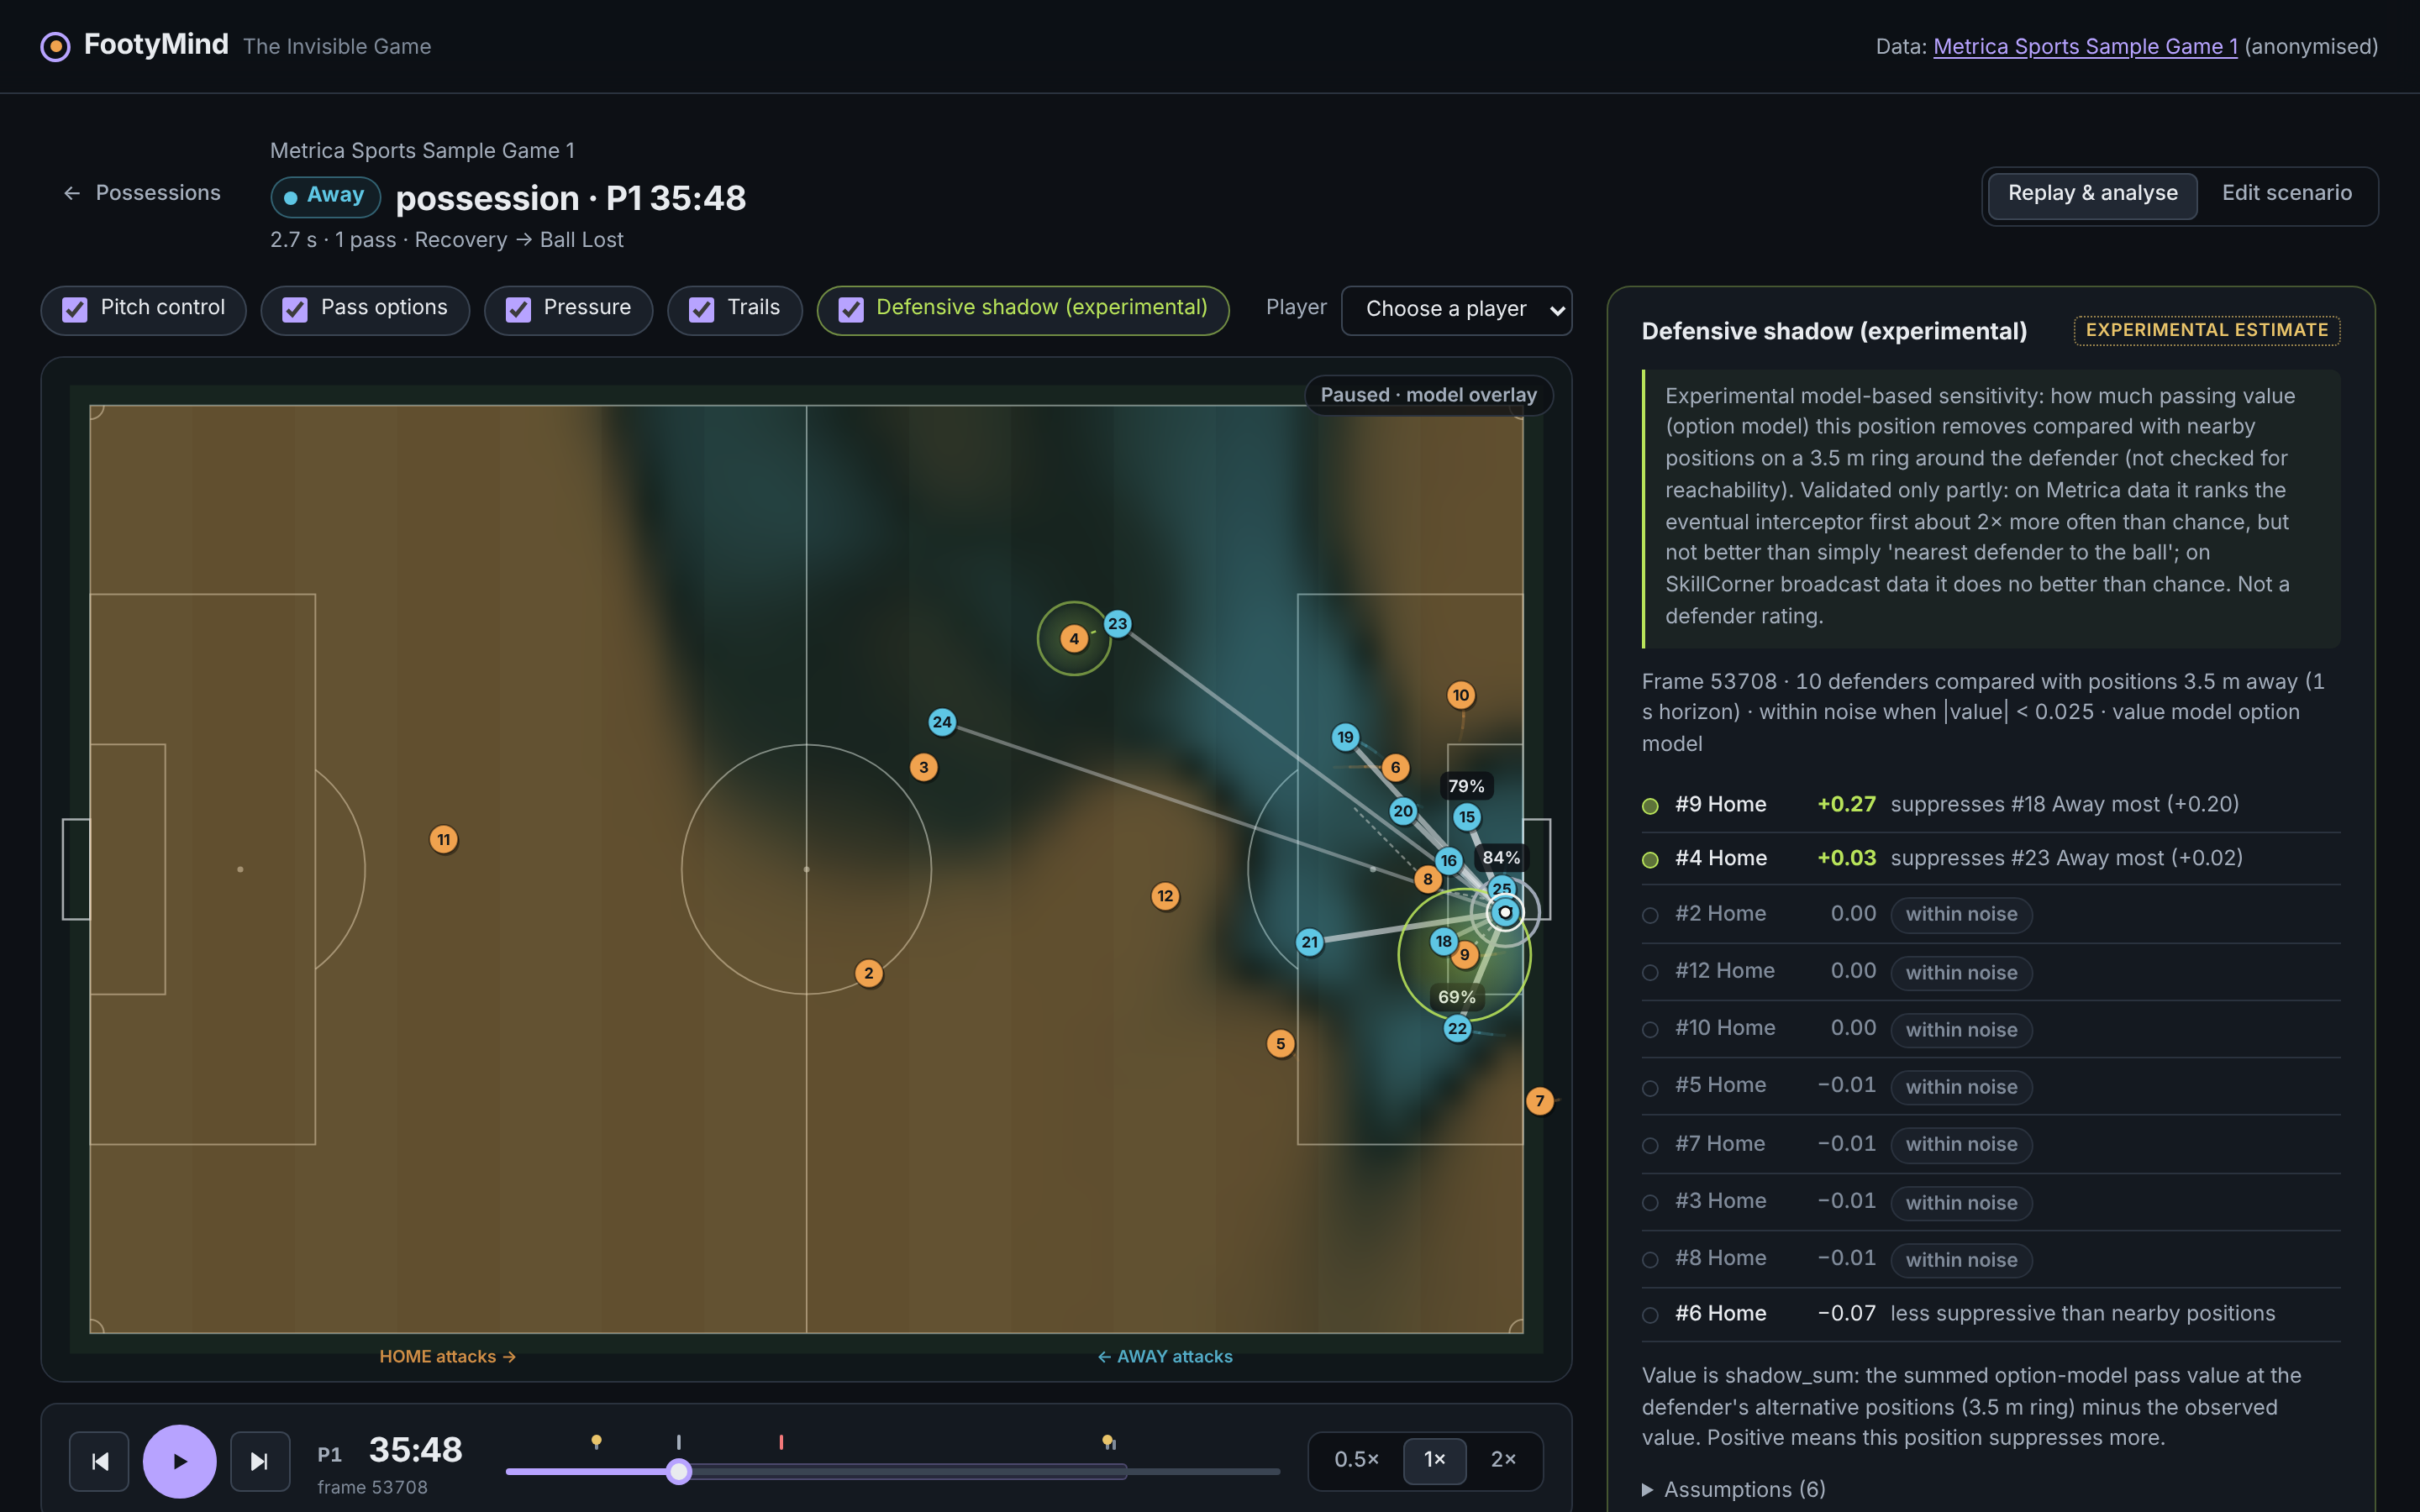 FootyMind The Invisible Game
Data: Metrica Sports Sample Game 1 (anonymised)
← Possessions
Metrica Sports Sample Game 1
Away possession · P1 35:48
2.7 s · 1 pass · Recovery → Ball Lost
Replay & analyse Edit scenario
Pitch control Pass options Pressure Trails Defensive shadow (experimental) Player Choose a player
Paused · model overlay
23
4
10
24
19
3
6
79%
20
15
11
16
84%
8
25
12
21
18
9
2
69%
22
5
7
HOME attacks →
← AWAY attacks
P1 35:48
frame 53708
0.5× 1× 2×
Defensive shadow (experimental) EXPERIMENTAL ESTIMATE
Experimental model-based sensitivity: how much passing value
(option model) this position removes compared with nearby
positions on a 3.5 m ring around the defender (not checked for
reachability). Validated only partly: on Metrica data it ranks the
eventual interceptor first about 2× more often than chance, but
not better than simply 'nearest defender to the ball'; on
SkillCorner broadcast data it does no better than chance. Not a
defender rating.
Frame 53708 · 10 defenders compared with positions 3.5 m away (1
s horizon) · within noise when |value| < 0.025 · value model option
model
#9 Home +0.27 suppresses #18 Away most (+0.20)
#4 Home +0.03 suppresses #23 Away most (+0.02)
#2 Home 0.00 within noise
#12 Home 0.00 within noise
#10 Home 0.00 within noise
#5 Home −0.01 within noise
#7 Home −0.01 within noise
#3 Home −0.01 within noise
#8 Home −0.01 within noise
#6 Home −0.07 less suppressive than nearby positions
Value is shadow_sum: the summed option-model pass value at the
defender's alternative positions (3.5 m ring) minus the observed
value. Positive means this position suppresses more.
▶ Assumptions (6)